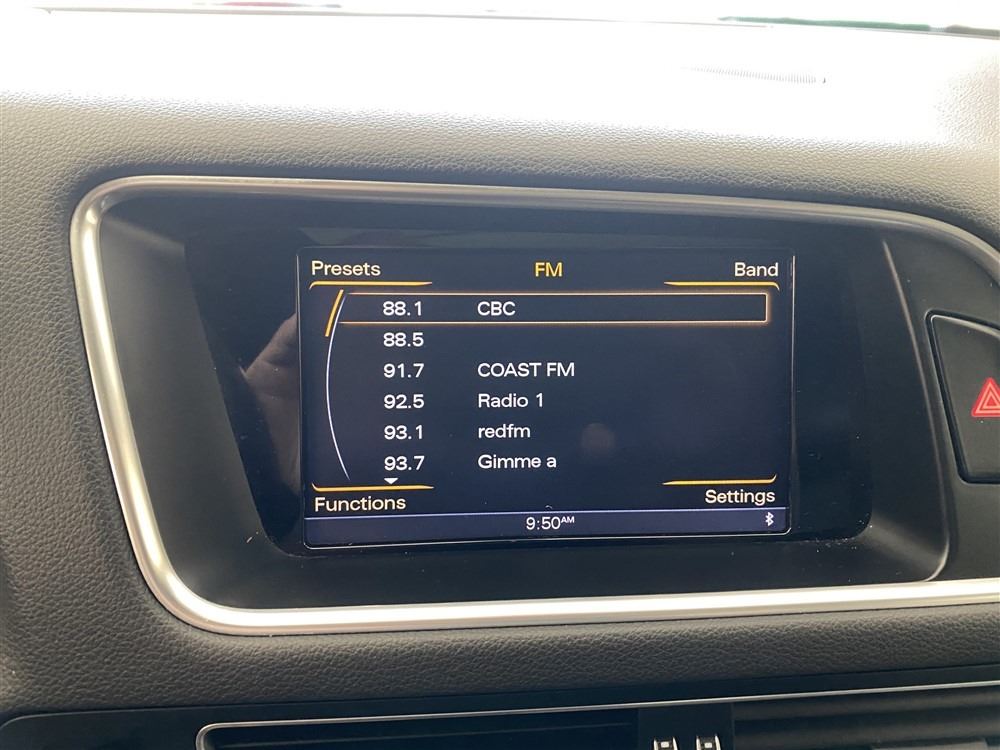 Presets FM Band
88.1 CBC
88.5
91.7 COAST FM
92.5 Radio 1
93.1 redfm
93.7 Gimme a
Functions Settings
9:50AM